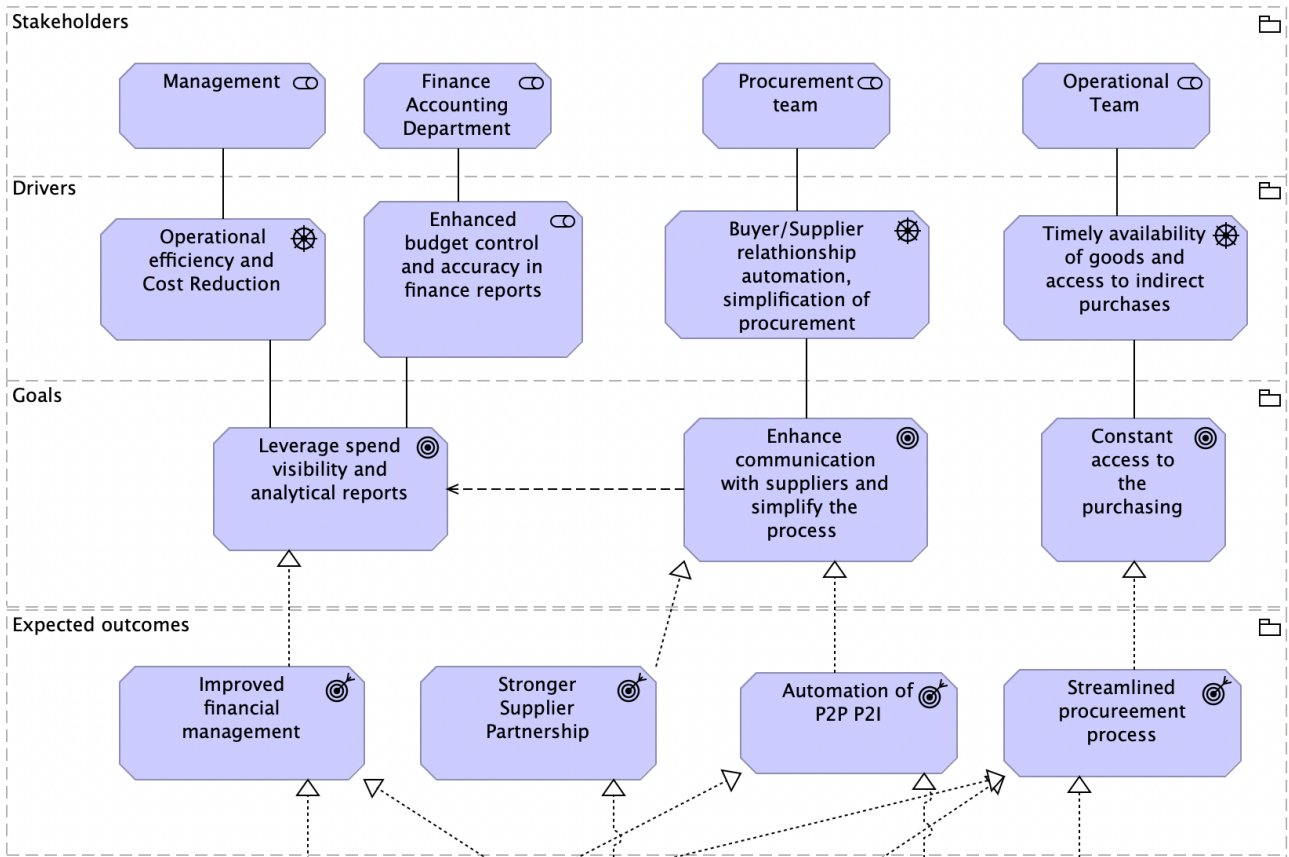 Stakeholders
Management
Finance
Accounting
Department
Procurement
team
Operational
Team
Drivers
Operational
efficiency and
Cost Reduction
Enhanced
budget control
and accuracy in
finance reports
Buyer/Supplier
relathionship
automation,
simplification of
procurement
Timely availability
of goods and
access to indirect
purchases
Goals
Leverage spend
visibility and
analytical reports
Enhance
communication
with suppliers and
simplify the
process
Constant
access to
the
purchasing
Expected outcomes
Improved
financial
management
Stronger
Supplier
Partnership
Automation of
P2P P2I
Streamlined
procureement
process